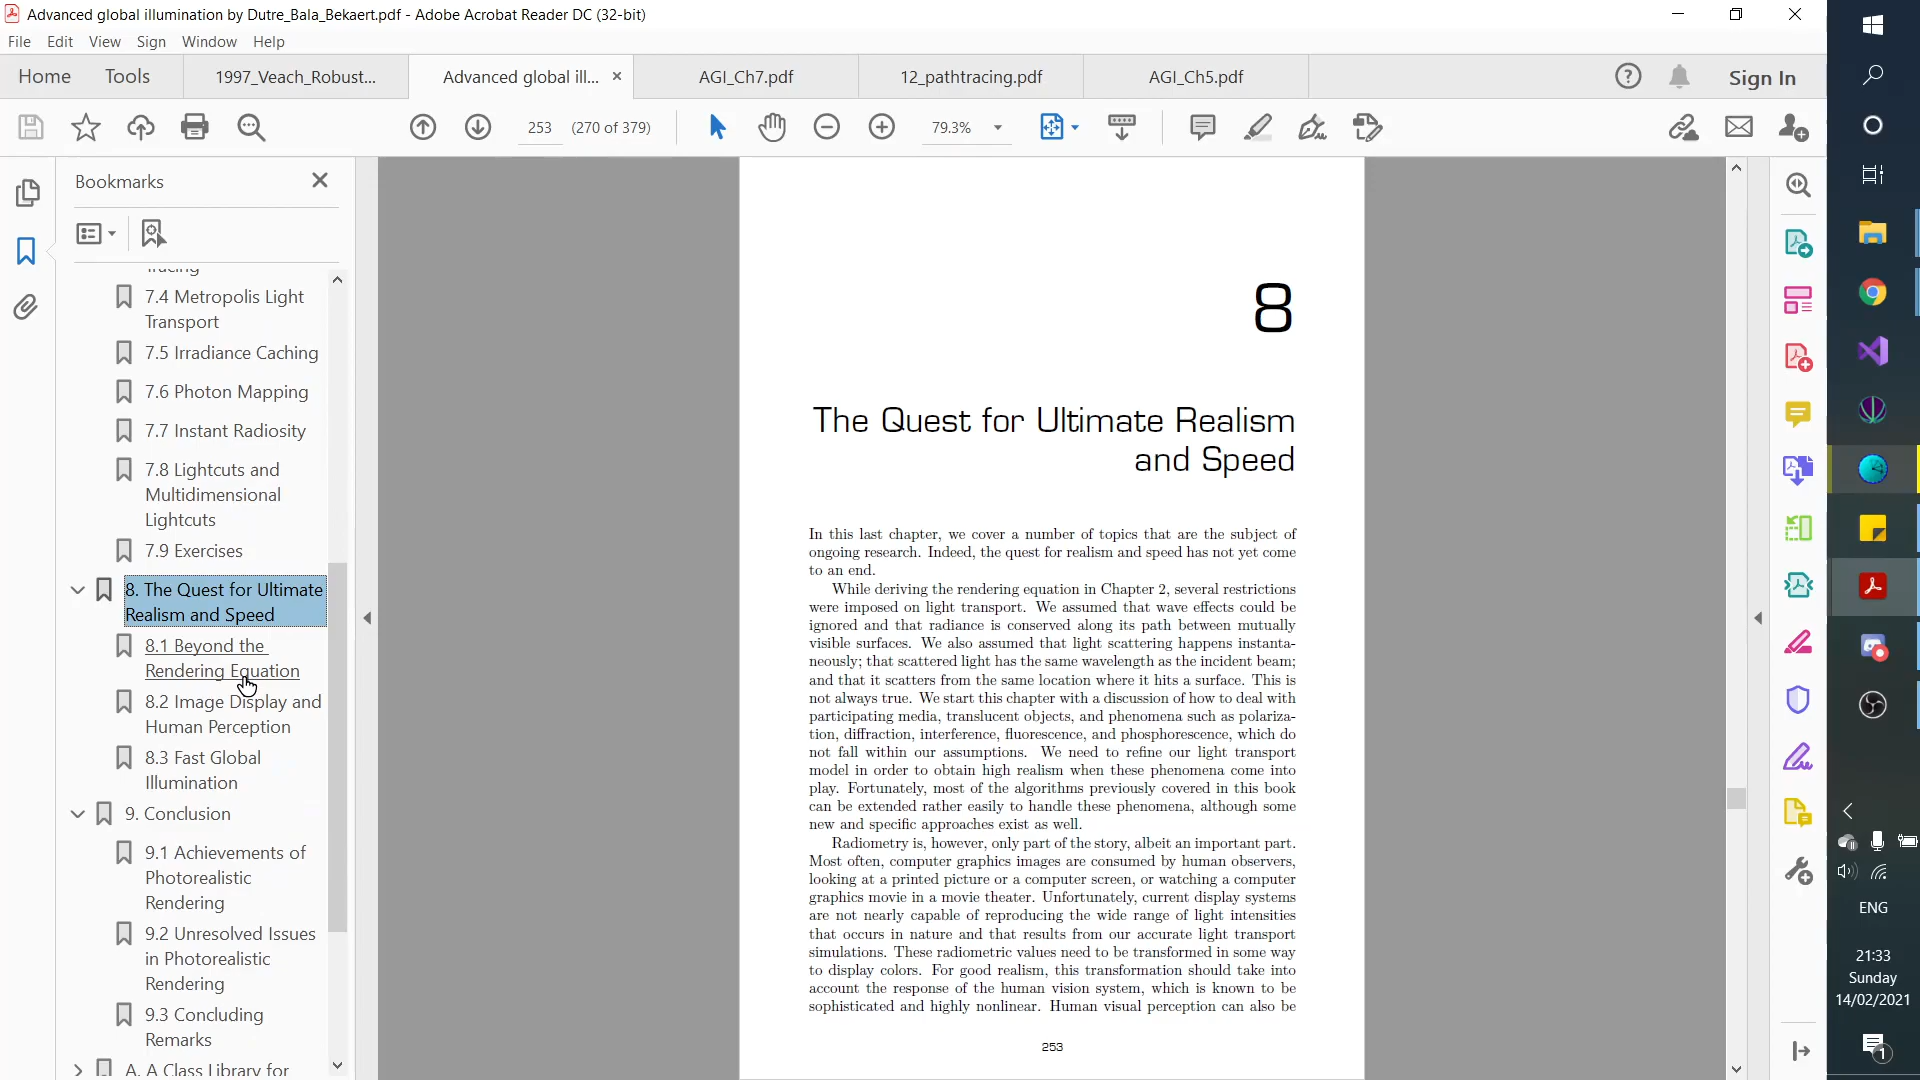 Advanced global illumination by Dutre_Bala_Bekaert.pdf - Adobe Acrobat Reader DC (32-bit)
File Edit View Sign Window Help
Home Tools 1997_Veach_Robust... Advanced global ill... × AGI_Ch7.pdf 12_pathtracing.pdf AGI_Ch5.pdf Sign In
253 (270 of 379) 79.3%
Bookmarks
Tracing
7.4 Metropolis Light
Transport
7.5 Irradiance Caching
7.6 Photon Mapping
7.7 Instant Radiosity
7.8 Lightcuts and
Multidimensional
Lightcuts
7.9 Exercises
8. The Quest for Ultimate
Realism and Speed
8.1 Beyond the
Rendering Equation
8.2 Image Display and
Human Perception
8.3 Fast Global
Illumination
9. Conclusion
9.1 Achievements of
Photorealistic
Rendering
9.2 Unresolved Issues
in Photorealistic
Rendering
9.3 Concluding
Remarks
A. A Class Library for
8
The Quest for Ultimate Realism
and Speed
In this last chapter, we cover a number of topics that are the subject of
ongoing research. Indeed, the quest for realism and speed has not yet come
to an end.
While deriving the rendering equation in Chapter 2, several restrictions
were imposed on light transport. We assumed that wave effects could be
ignored and that radiance is conserved along its path between mutually
visible surfaces. We also assumed that light scattering happens instanta-
neously; that scattered light has the same wavelength as the incident beam;
and that it scatters from the same location where it hits a surface. This is
not always true. We start this chapter with a discussion of how to deal with
participating media, translucent objects, and phenomena such as polariza-
tion, diffraction, interference, fluorescence, and phosphorescence, which do
not fall within our assumptions. We need to refine our light transport
model in order to obtain high realism when these phenomena come into
play. Fortunately, most of the algorithms previously covered in this book
can be extended rather easily to handle these phenomena, although some
new and specific approaches exist as well.
Radiometry is, however, only part of the story, albeit an important part.
Most often, computer graphics images are consumed by human observers,
looking at a printed picture or a computer screen, or watching a computer
graphics movie in a movie theater. Unfortunately, current display systems
are not nearly capable of reproducing the wide range of light intensities
that occurs in nature and that results from our accurate light transport
simulations. These radiometric values need to be transformed in some way
to display colors. For good realism, this transformation should take into
account the response of the human vision system, which is known to be
sophisticated and highly nonlinear. Human visual perception can also be
253
ENG
21:33
Sunday
14/02/2021
1